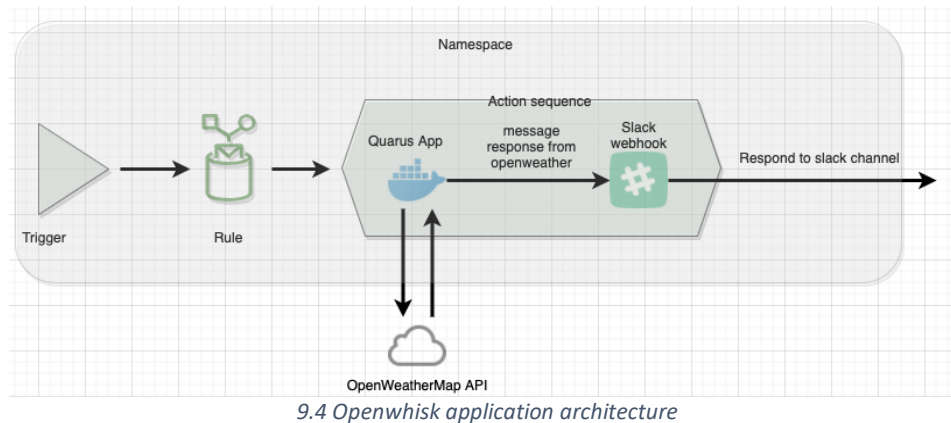 Namespace
Action sequence
Quarus App
message
response from
openweather
Slack
webhook
Respond to slack channel
Trigger
Rule
OpenWeatherMap API
9.4 Openwhisk application architecture